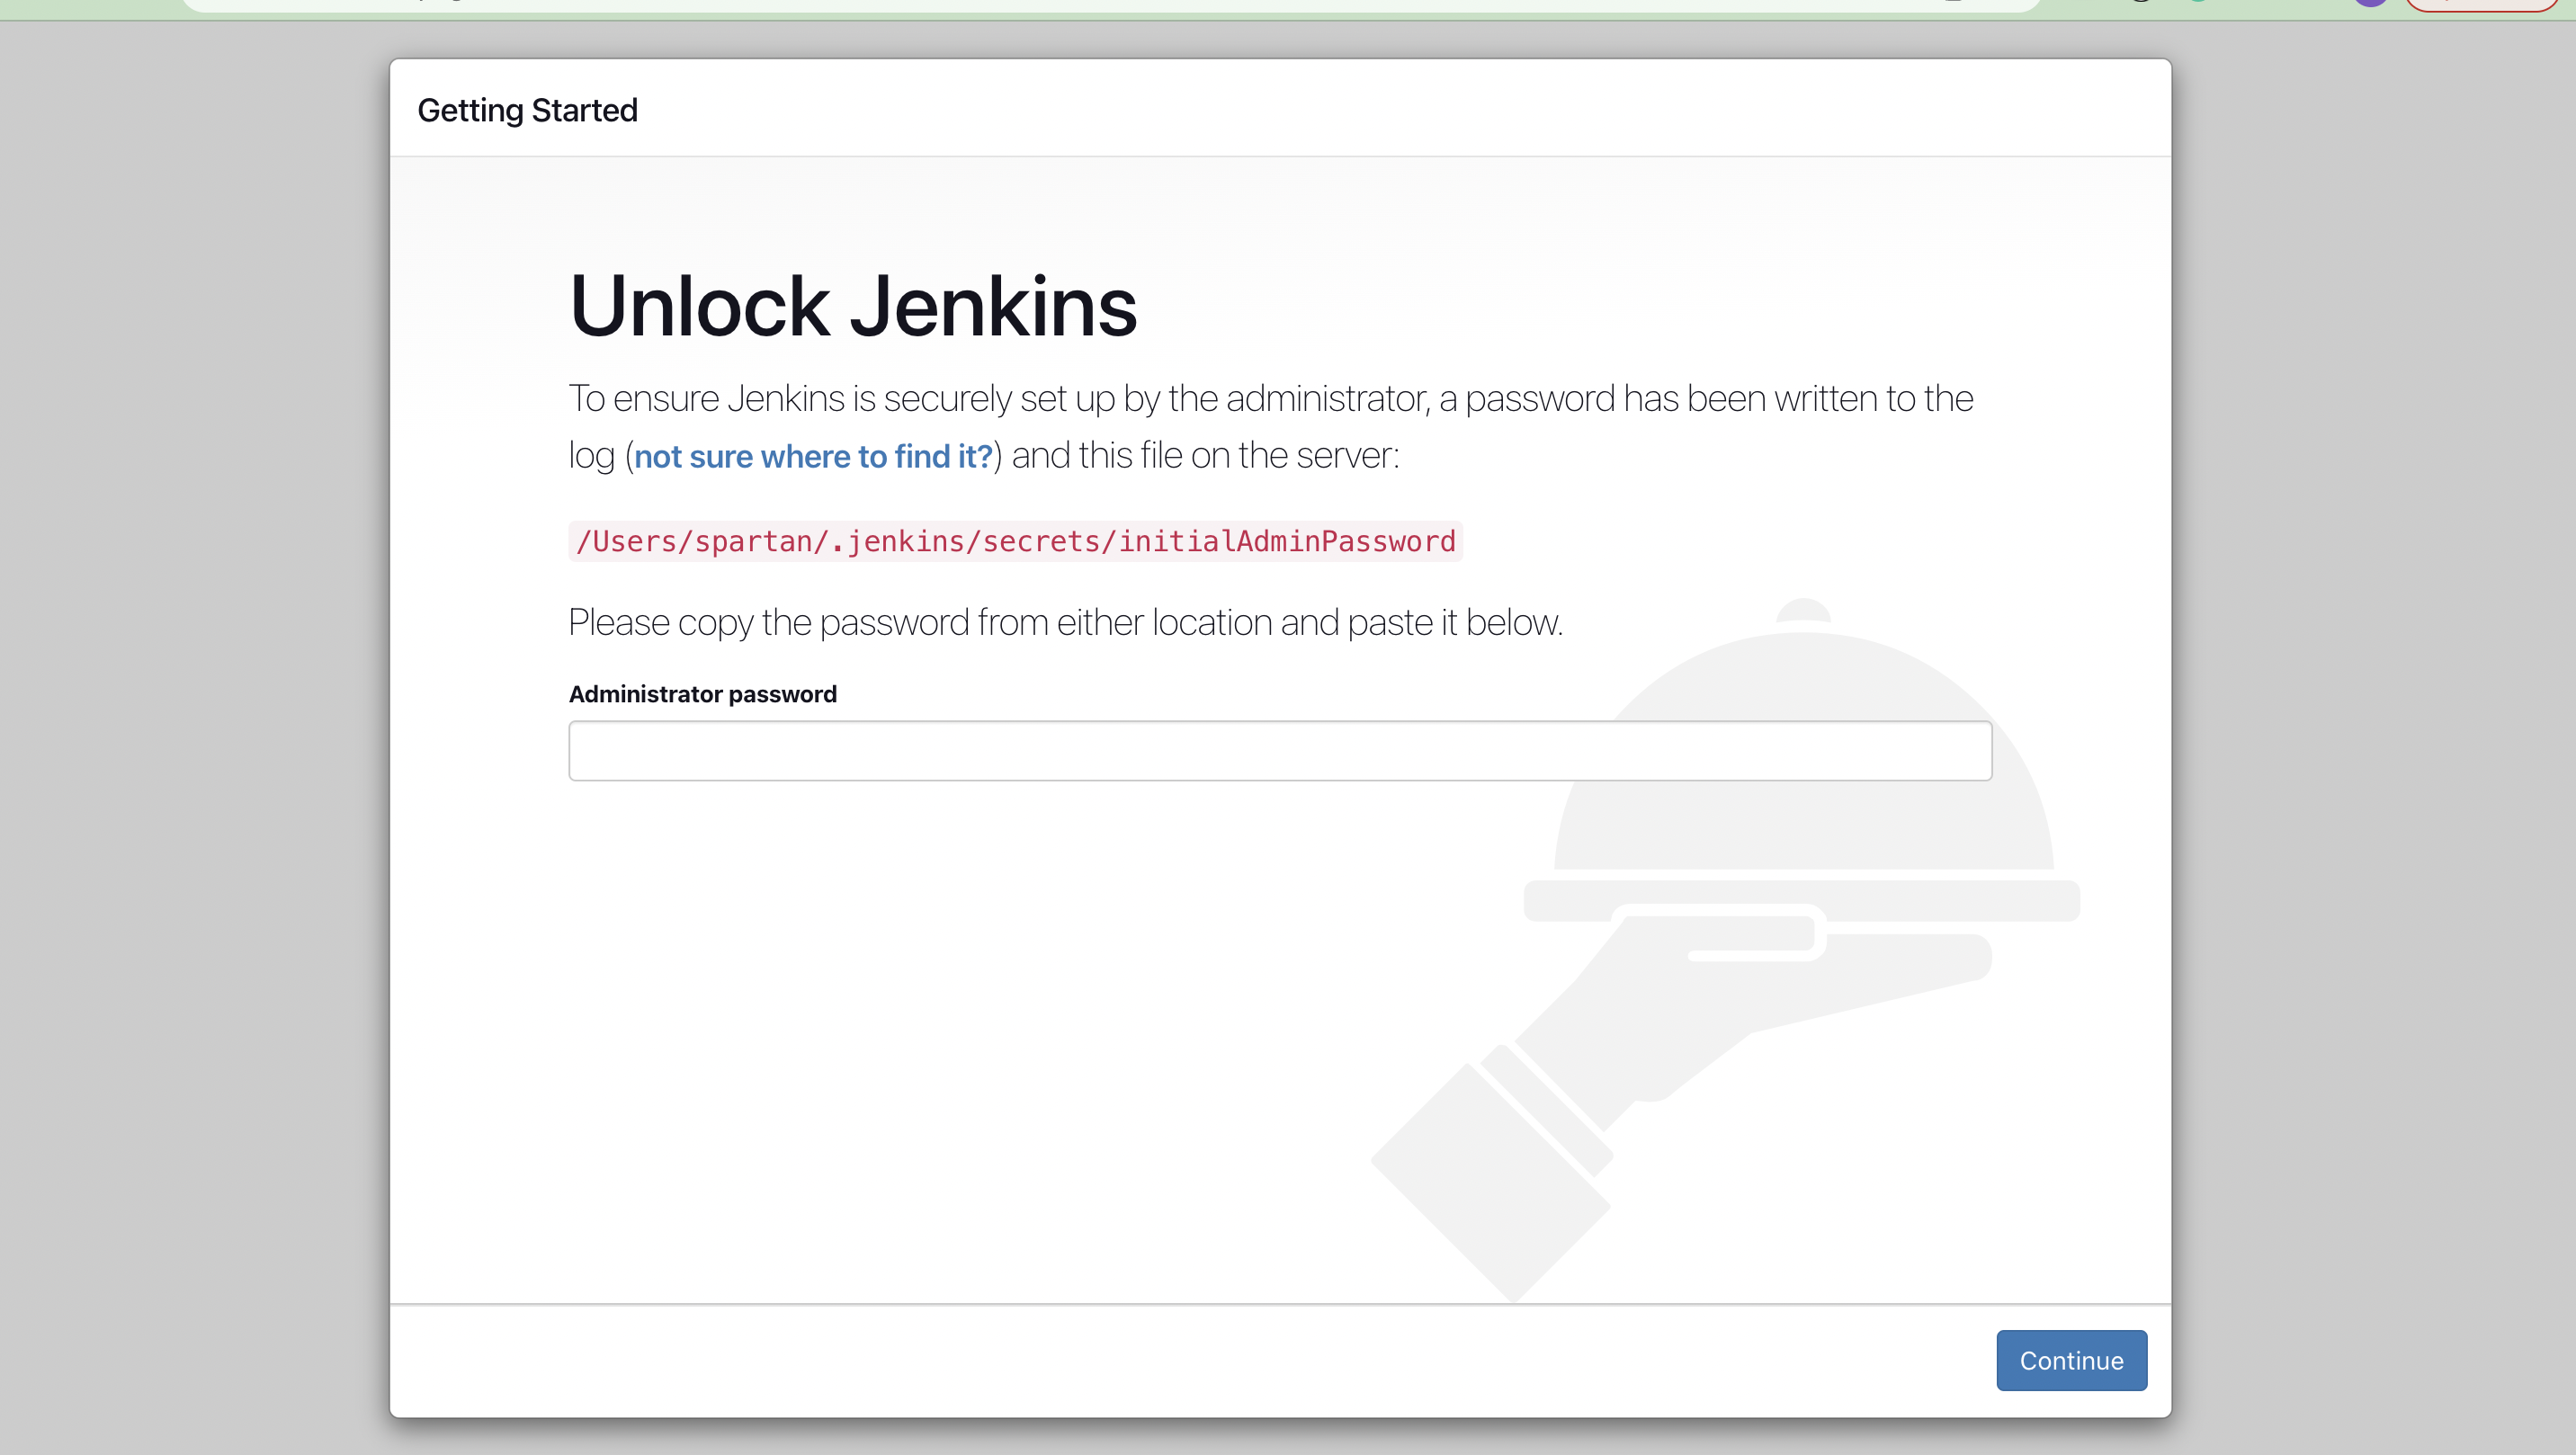 Getting Started
Unlock Jenkins
To ensure Jenkins is securely set up by the administrator, a password has been written to the
log (not sure where to find it?) and this file on the server:
/Users/spartan/.jenkins/secrets/initialAdminPassword
Please copy the password from either location and paste it below.
Administrator password
Continue